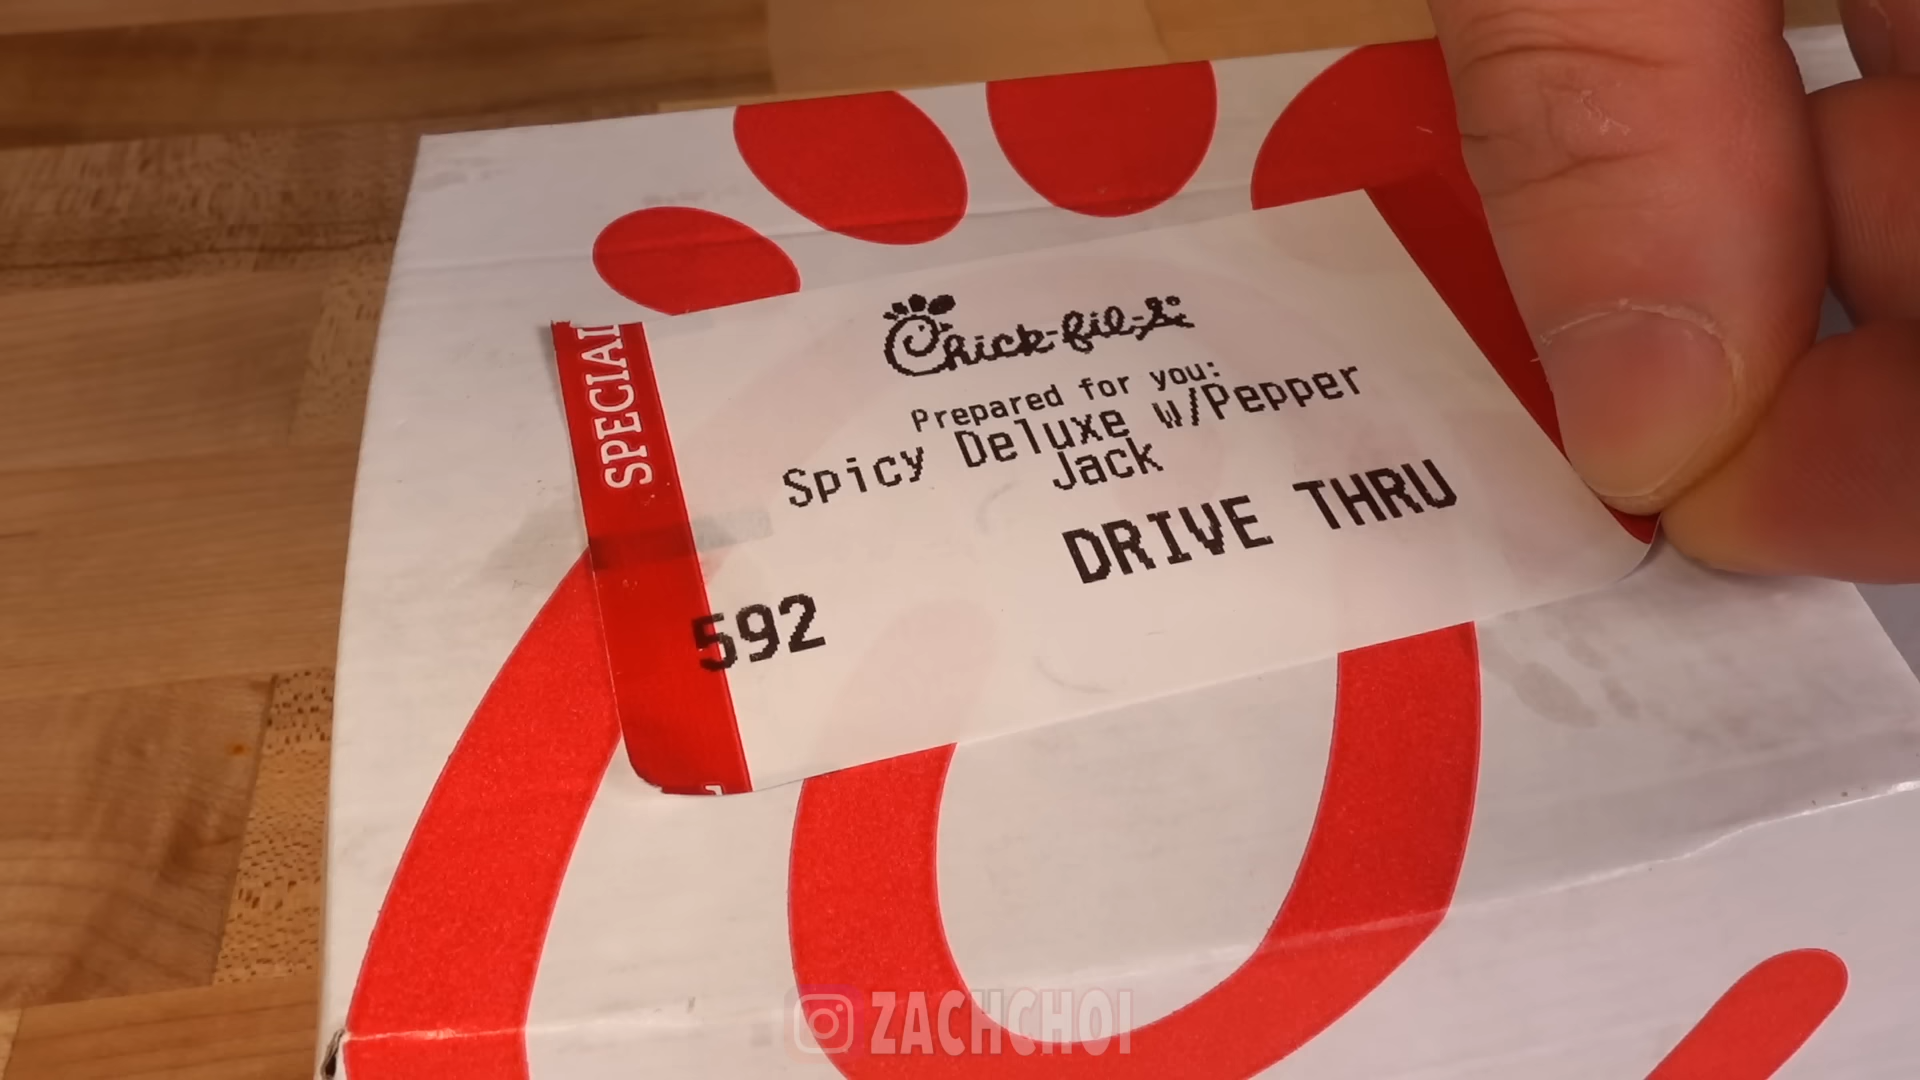 SPECIAL
Chick-fil-A
Prepared for you:
Spicy Deluxe w/Pepper
Jack
DRIVE THRU
592
ZACHCHOI